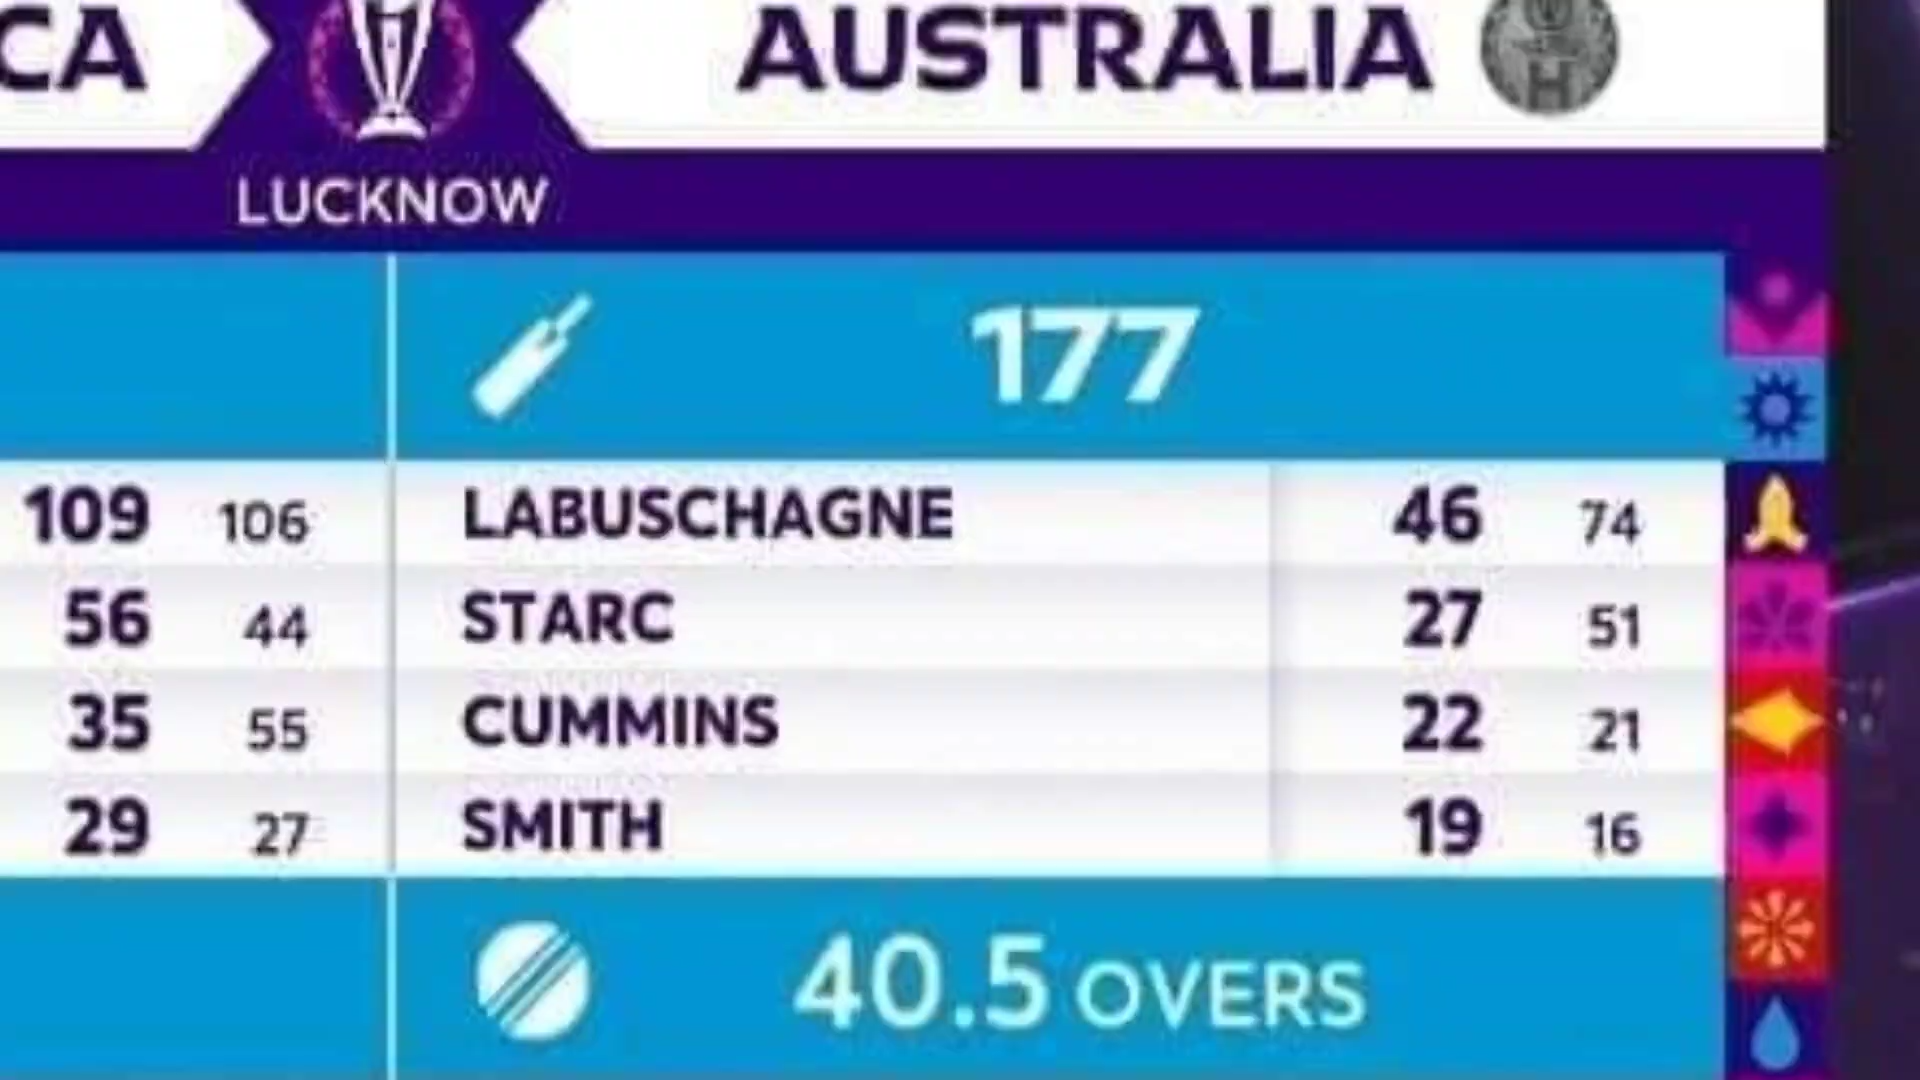 CA AUSTRALIA
LUCKNOW
177
109 106 LABUSCHAGNE 46 74
56 44 STARC 27 51
35 55 CUMMINS 22 21
29 27 SMITH 19 16
40.5 OVERS